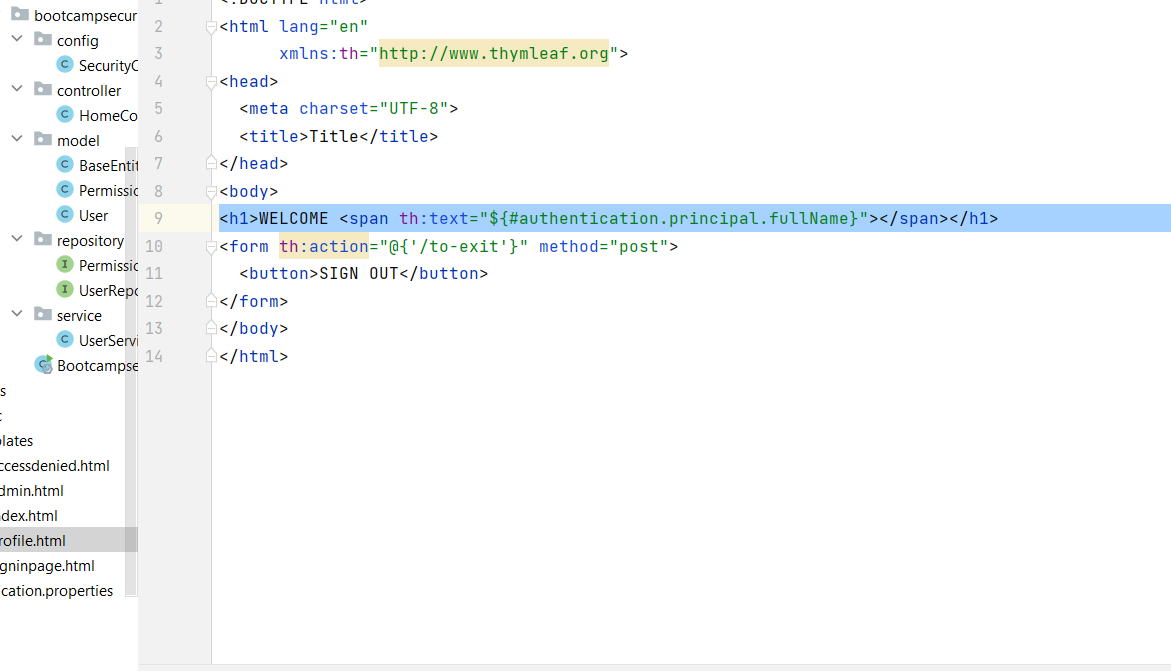 bootcampsecur
config
SecurityC
controller
HomeCo
model
BaseEntit
Permissic
User
repository
Permissic
UserRepo
service
UserServi
Bootcampse
s
lates
ccessdenied.html
dmin.html
dex.html
rofile.html
gninpage.html
cation.properties
1 <!DOCTYPE html>
2 <html lang="en"
3 xmlns:th="http://www.thymleaf.org">
4 <head>
5 <meta charset="UTF-8">
6 <title>Title</title>
7 </head>
8 <body>
9 <h1>WELCOME <span th:text="${#authentication.principal.fullName}"></span></h1>
10 <form th:action="@{'/to-exit'}" method="post">
11 <button>SIGN OUT</button>
12 </form>
13 </body>
14 </html>